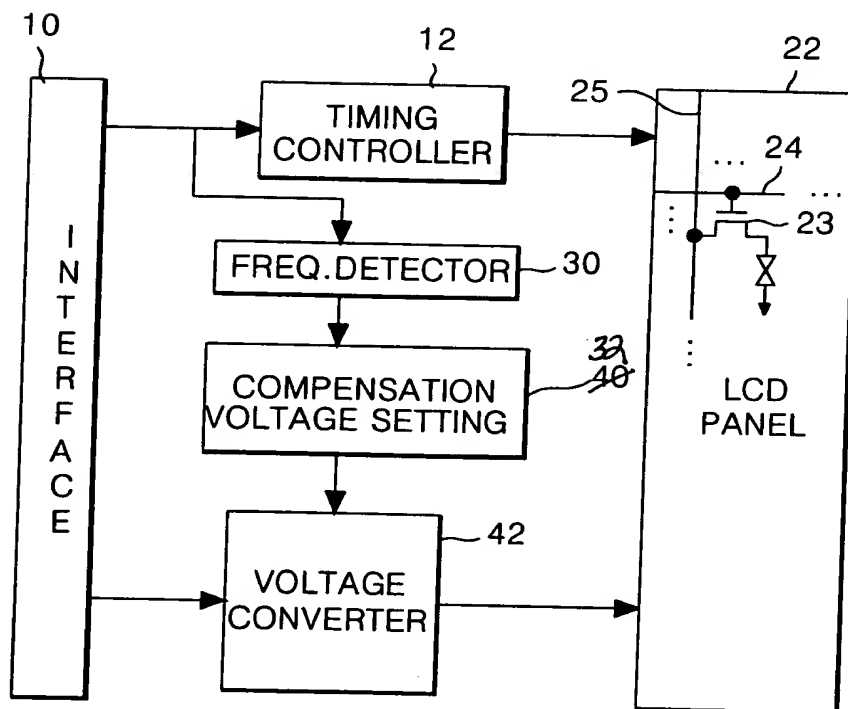 10
12
22
25
TIMING
CONTROLLER
...
24
...
...
23
INTERFACE
FREQ.DETECTOR
30
32
40
COMPENSATION
VOLTAGE SETTING
...
LCD
PANEL
42
VOLTAGE
CONVERTER